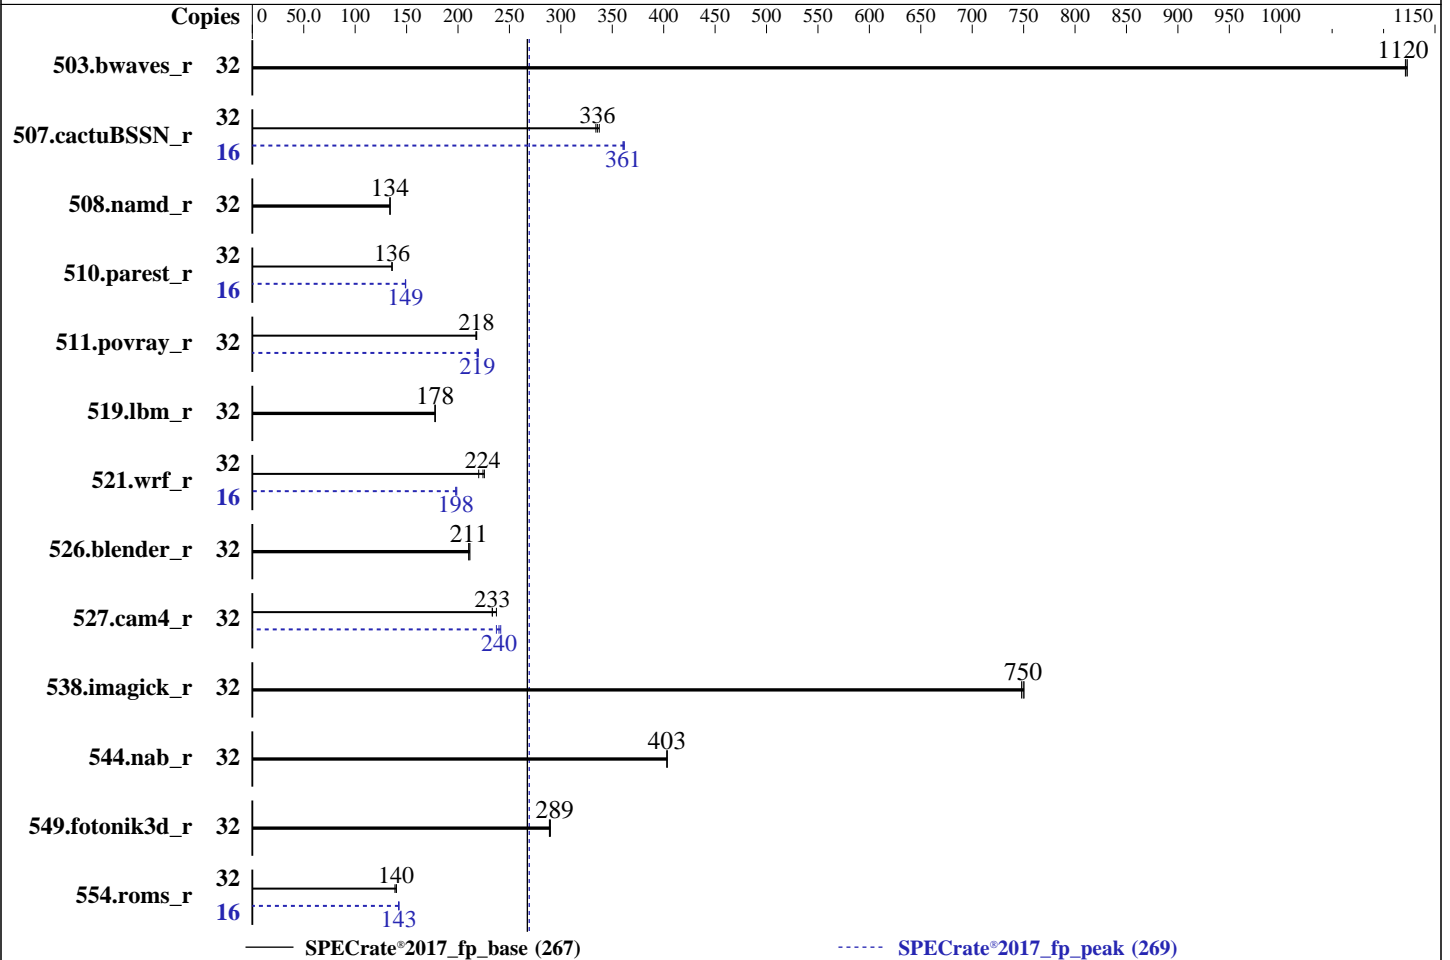 Copies 0 50.0 100 150 200 250 300 350 400 450 500 550 600 650 700 750 800 850 900 950 1000 1150
503.bwaves_r 32 1120
507.cactuBSSN_r 32 336
16 361
508.namd_r 32 134
510.parest_r 32 136
16 149
511.povray_r 32 218
219
519.lbm_r 32 178
521.wrf_r 32 224
16 198
526.blender_r 32 211
527.cam4_r 32 233
240
538.imagick_r 32 750
544.nab_r 32 403
549.fotonik3d_r 32 289
554.roms_r 32 140
16 143
SPECrate®2017_fp_base (267) SPECrate®2017_fp_peak (269)